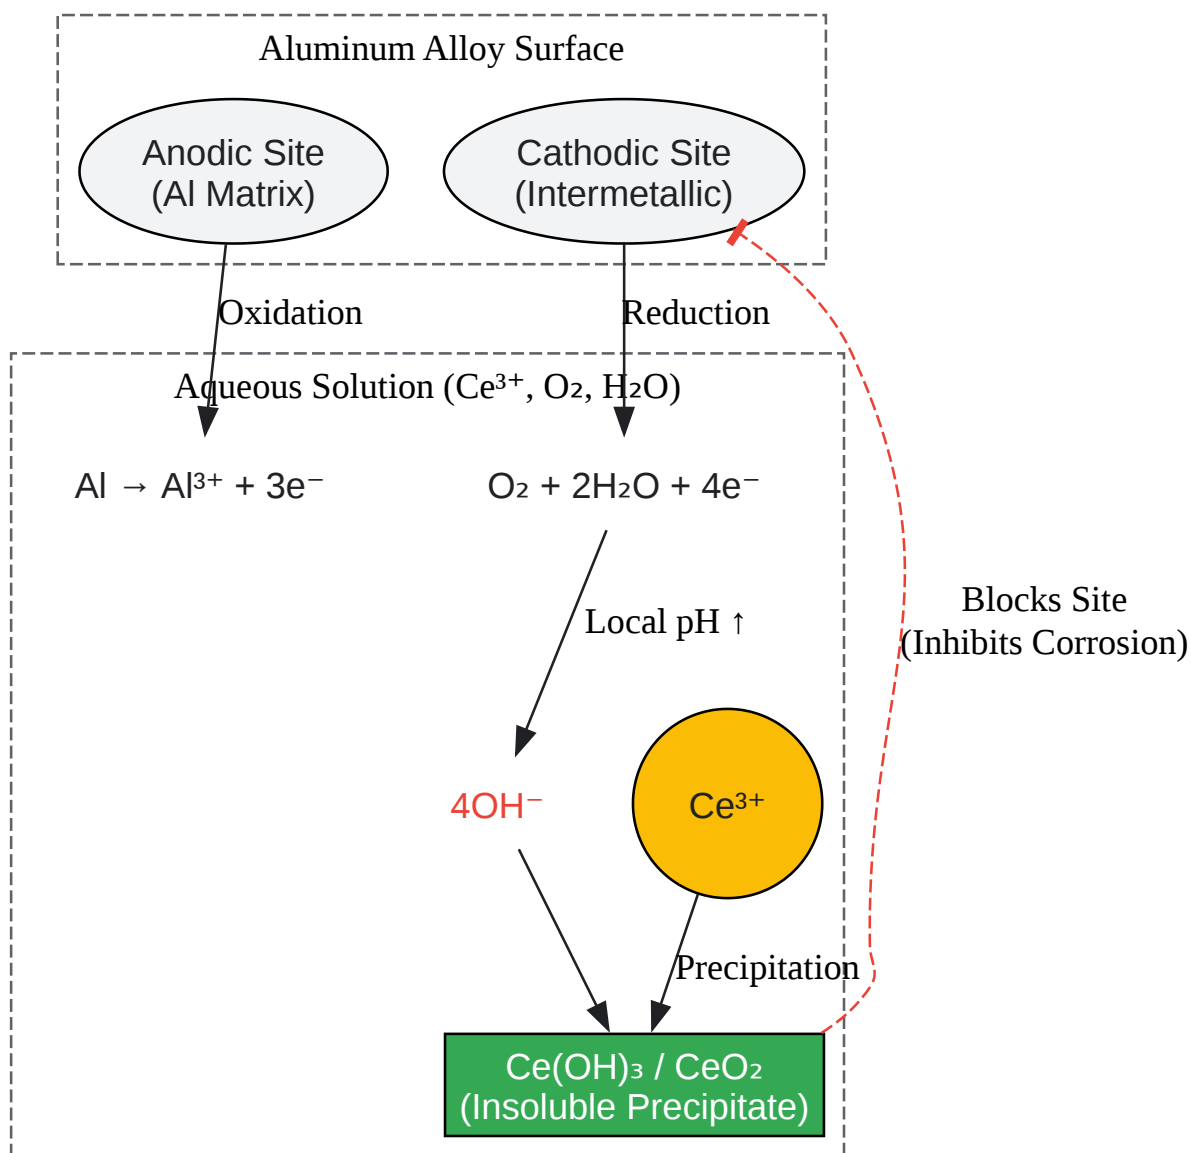 Aluminum Alloy Surface
Anodic Site
(Al Matrix)
Cathodic Site
(Intermetallic)
Oxidation
Reduction
Aqueous Solution (Ce³⁺, O₂, H₂O)
Al → Al³⁺ + 3e⁻
O₂ + 2H₂O + 4e⁻
Local pH ↑
Blocks Site
(Inhibits Corrosion)
4OH⁻
Ce³⁺
Precipitation
Ce(OH)₃ / CeO₂
(Insoluble Precipitate)